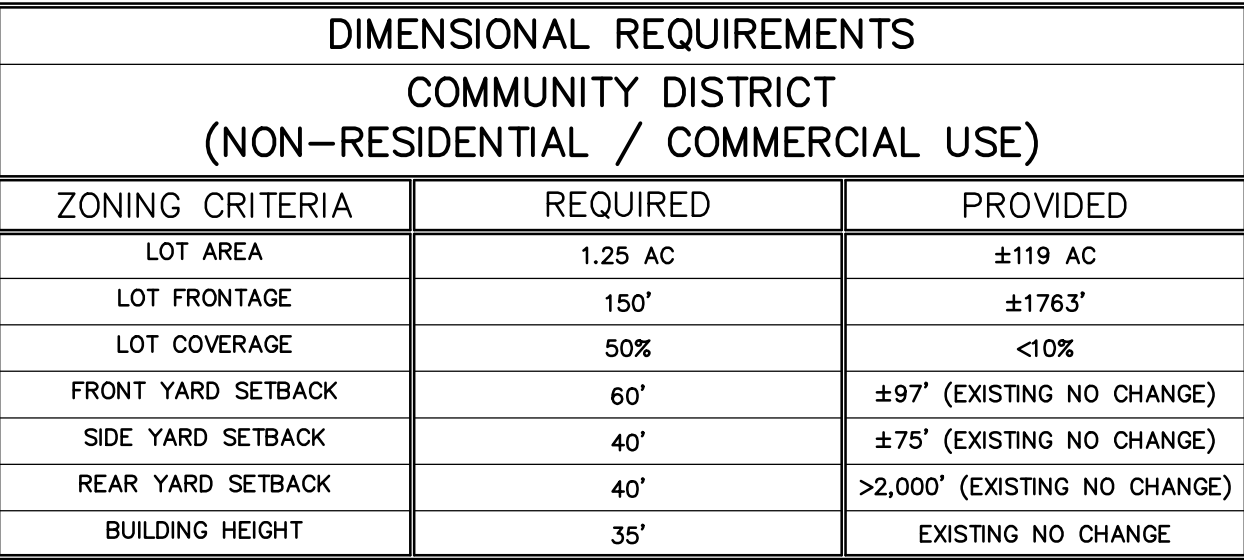 DIMENSIONAL REQUIREMENTS
COMMUNITY DISTRICT
(NON-RESIDENTIAL / COMMERCIAL USE)
ZONING CRITERIA REQUIRED PROVIDED
LOT AREA 1.25 AC ±119 AC
LOT FRONTAGE 150' ±1763'
LOT COVERAGE 50% <10%
FRONT YARD SETBACK 60' ±97' (EXISTING NO CHANGE)
SIDE YARD SETBACK 40' ±75' (EXISTING NO CHANGE)
REAR YARD SETBACK 40' >2,000' (EXISTING NO CHANGE)
BUILDING HEIGHT 35' EXISTING NO CHANGE